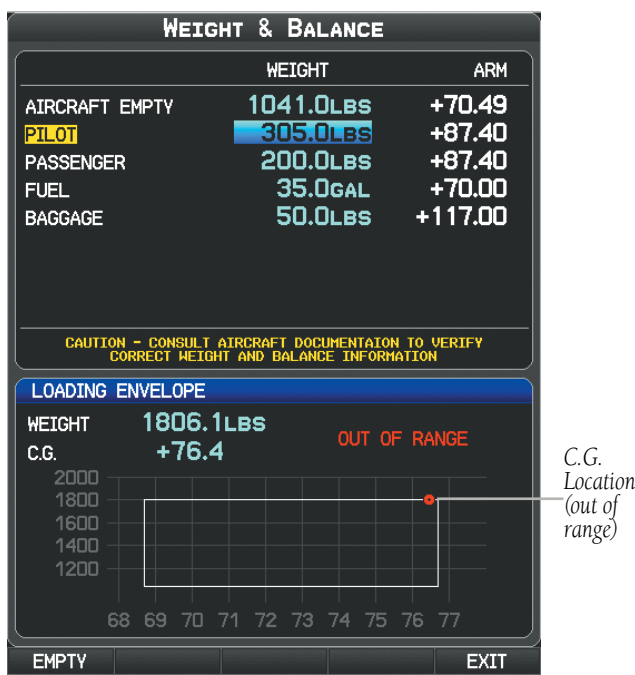 WEIGHT & BALANCE
WEIGHT ARM
AIRCRAFT EMPTY 1041.0LBS +70.49
PILOT 305.0LBS +87.40
PASSENGER 200.0LBS +87.40
FUEL 35.0GAL +70.00
BAGGAGE 50.0LBS +117.00
CAUTION - CONSULT AIRCRAFT DOCUMENTAION TO VERIFY
CORRECT WEIGHT AND BALANCE INFORMATION
LOADING ENVELOPE
WEIGHT 1806.1LBS
C.G. +76.4
OUT OF RANGE
2000
1800
1600
1400
1200
68 69 70 71 72 73 74 75 76 77
C.G.
Location
(out of
range)
EMPTY EXIT